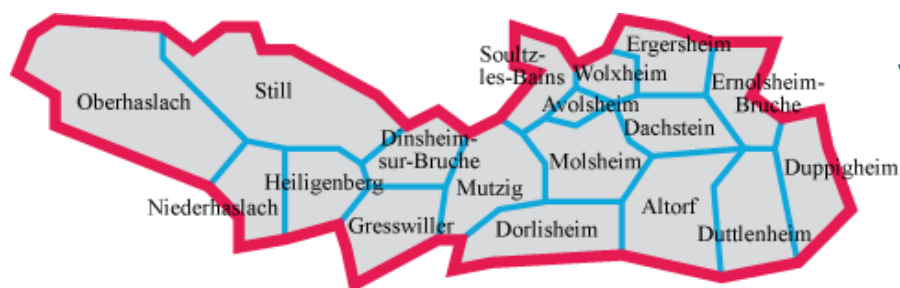 Ergersheim
Soultz-
les-Bains
Wolxheim
Ernolsheim-
Bruche
Still
Oberhaslach
Avolsheim
Dachstein
Dinsheim-
sur-Bruche
Molsheim
Duppigheim
Heiligenberg
Mutzig
Niederhaslach
Altorf
Gresswiller
Dorlisheim
Duttlenheim